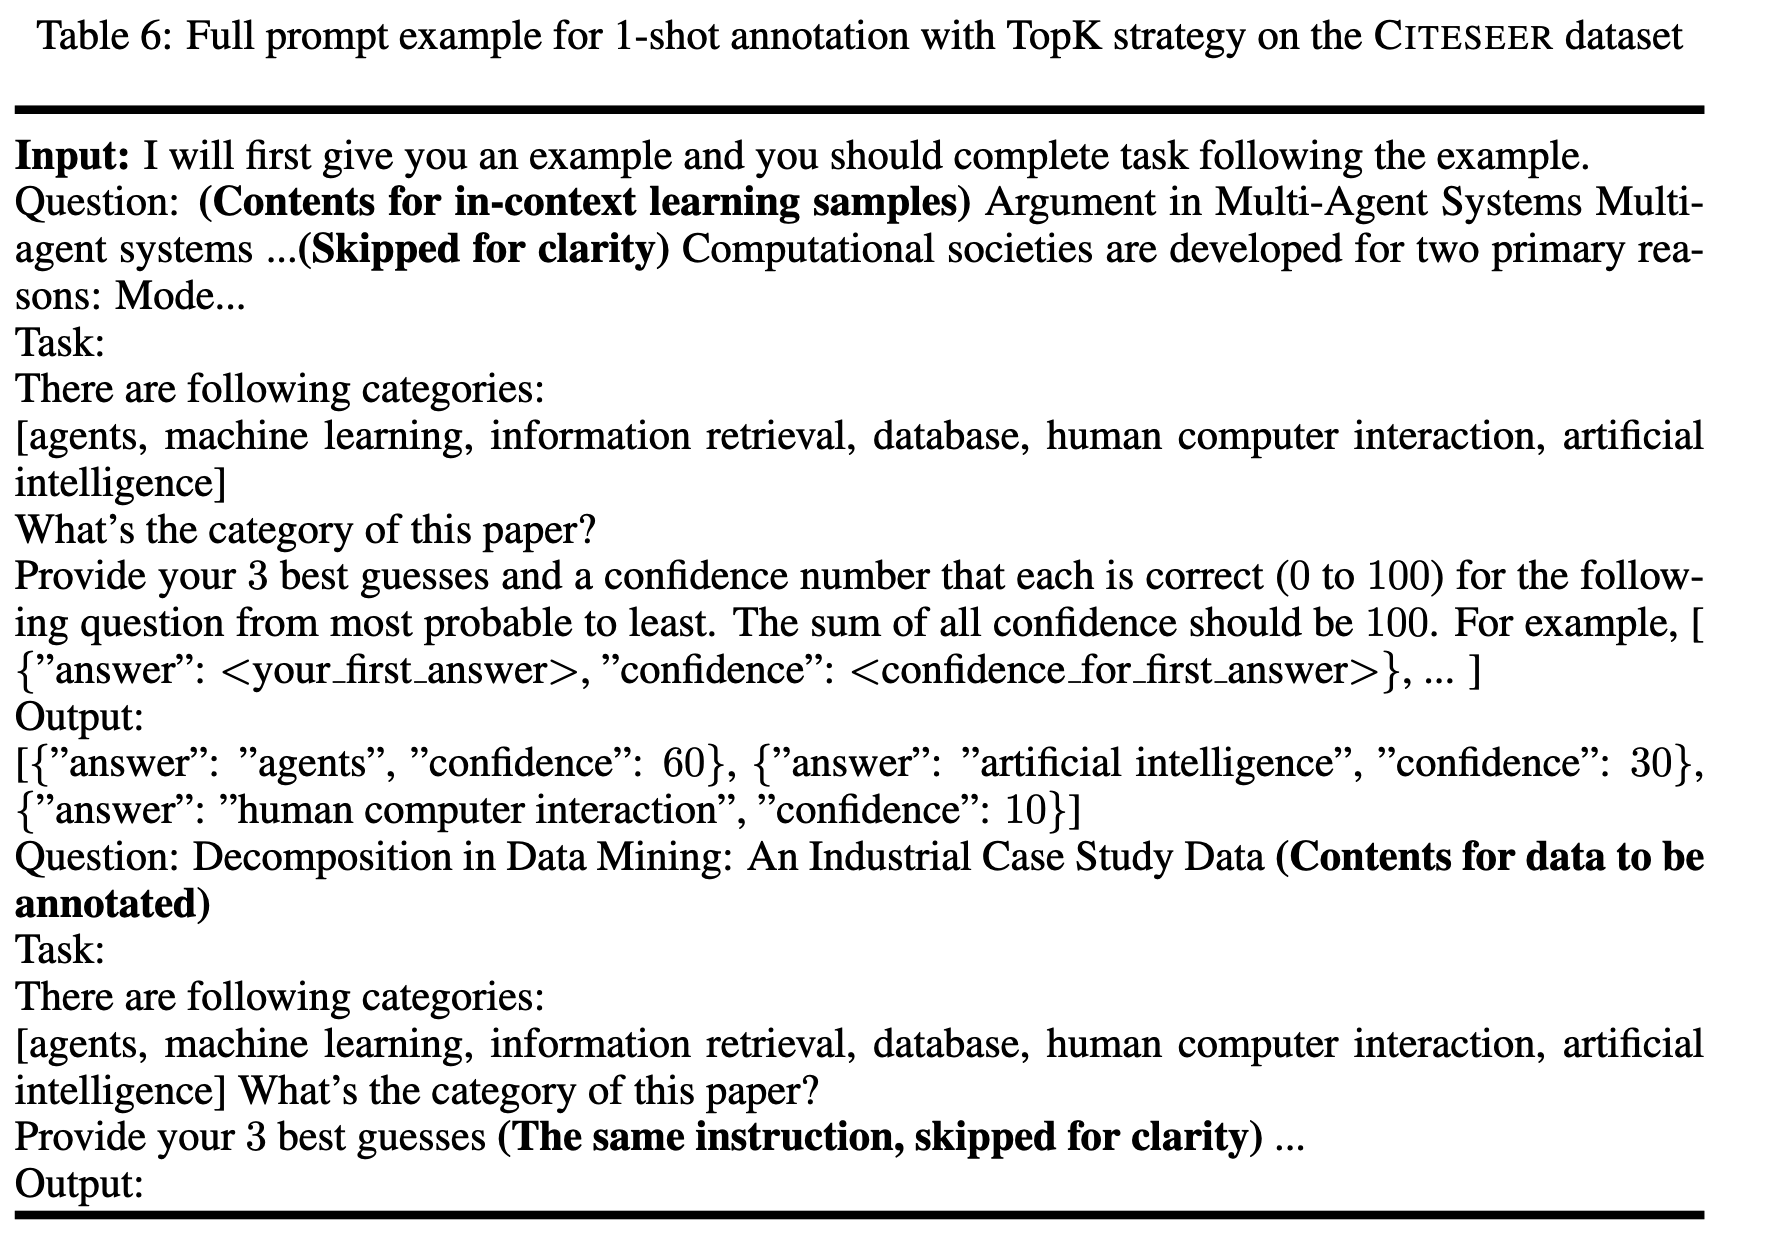 Table 6: Full prompt example for 1-shot annotation with TopK strategy on the CITESEER dataset
Input: I will first give you an example and you should complete task following the example.
Question: (Contents for in-context learning samples) Argument in Multi-Agent Systems Multi-
agent systems ...(Skipped for clarity) Computational societies are developed for two primary rea-
sons: Mode...
Task:
There are following categories:
[agents, machine learning, information retrieval, database, human computer interaction, artificial
intelligence]
What’s the category of this paper?
Provide your 3 best guesses and a confidence number that each is correct (0 to 100) for the follow-
ing question from most probable to least. The sum of all confidence should be 100. For example, [
{”answer”: <your_first_answer>, ”confidence”: <confidence_for_first_answer>}, ... ]
Output:
[{”answer”: ”agents”, ”confidence”: 60}, {”answer”: ”artificial intelligence”, ”confidence”: 30},
{”answer”: ”human computer interaction”, ”confidence”: 10}]
Question: Decomposition in Data Mining: An Industrial Case Study Data (Contents for data to be
annotated)
Task:
There are following categories:
[agents, machine learning, information retrieval, database, human computer interaction, artificial
intelligence] What’s the category of this paper?
Provide your 3 best guesses (The same instruction, skipped for clarity) ...
Output: